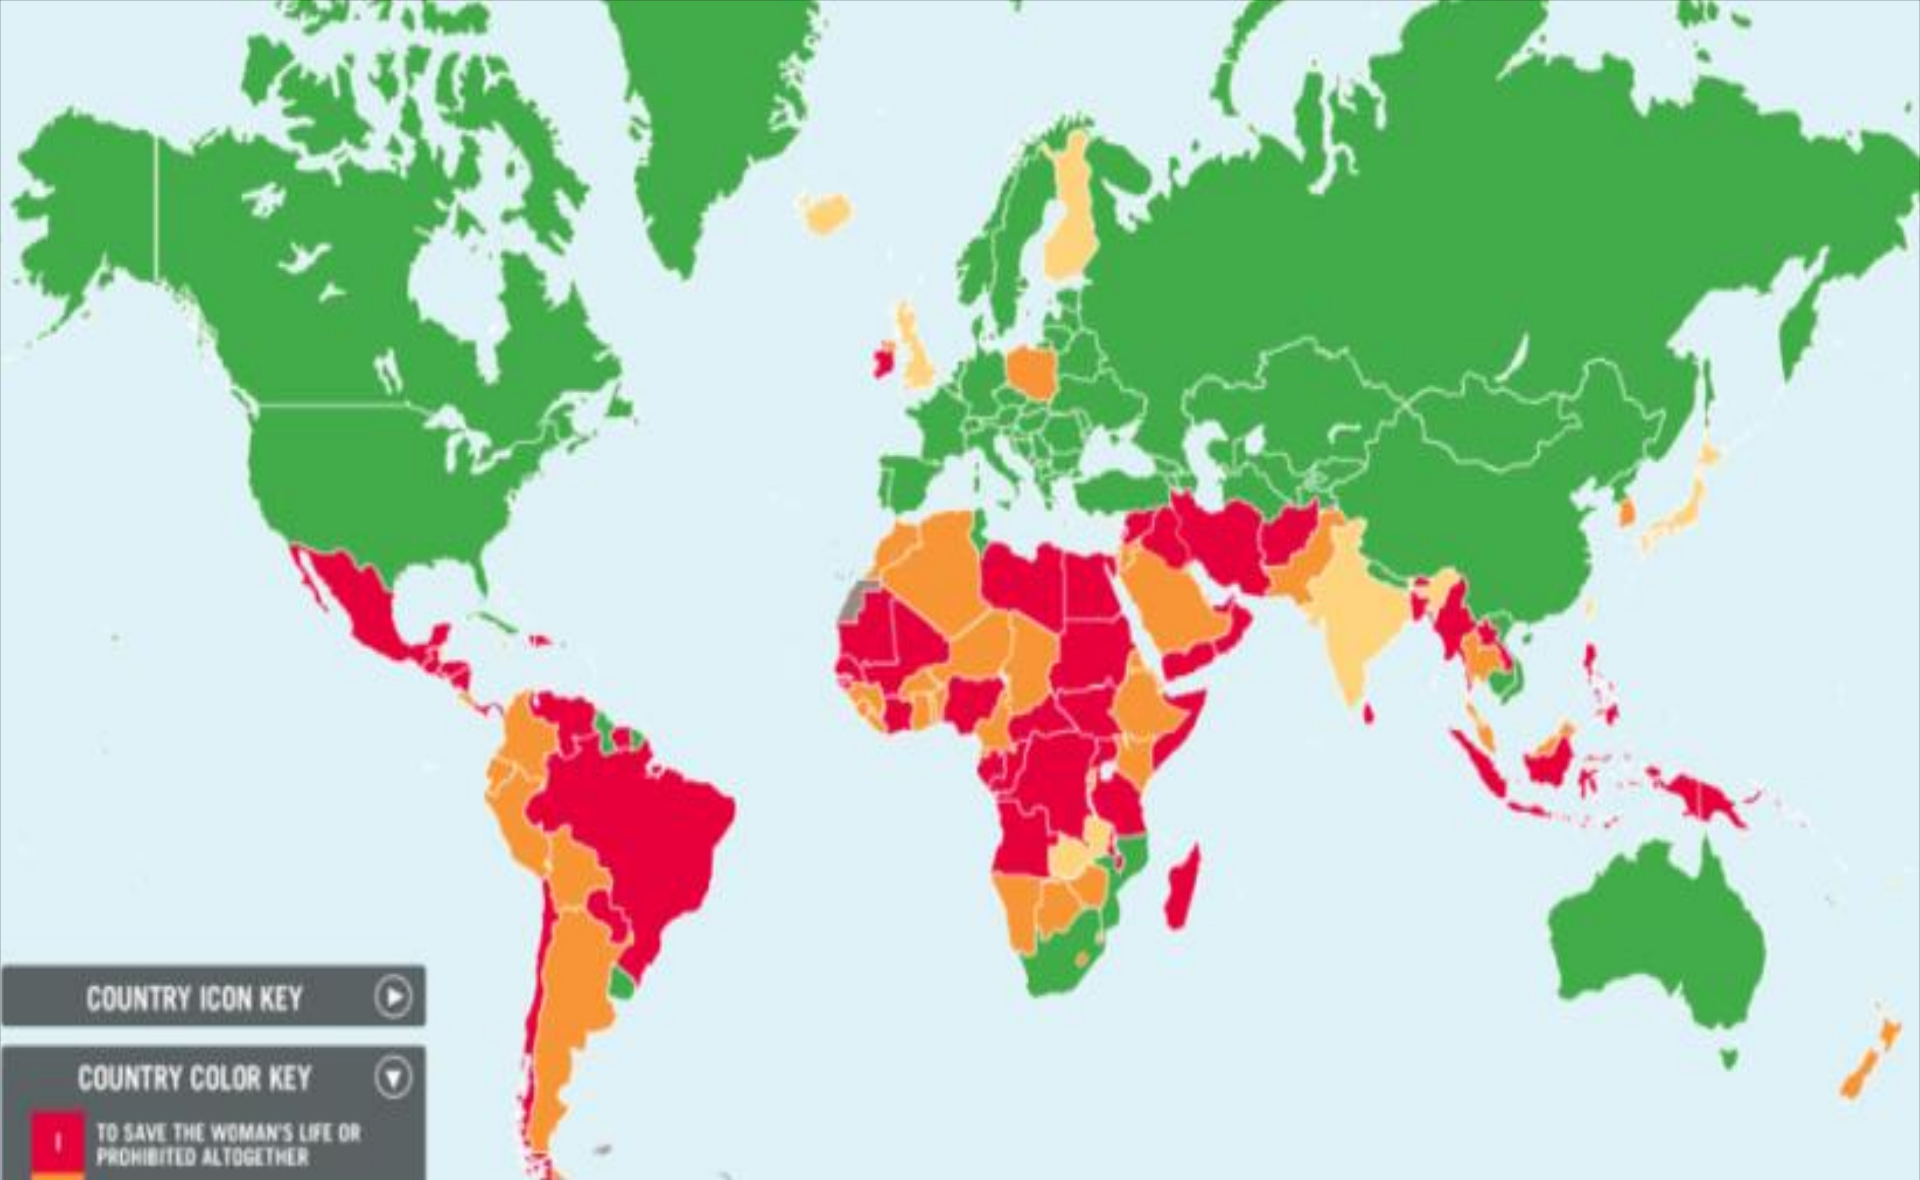 COUNTRY ICON KEY
COUNTRY COLOR KEY
I
TO SAVE THE WOMAN'S LIFE OR
PROHIBITED ALTOGETHER